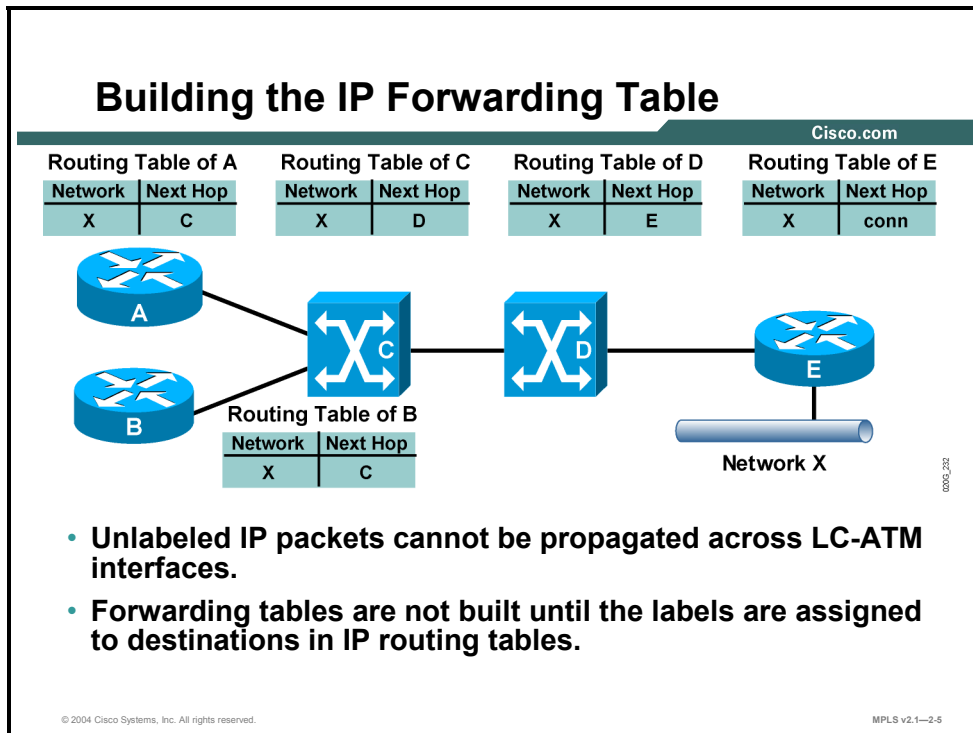 Building the IP Forwarding Table
Cisco.com
Routing Table of A
Network Next Hop
X C
Routing Table of C
Network Next Hop
X D
Routing Table of D
Network Next Hop
X E
Routing Table of E
Network Next Hop
X conn
A
B
C
D
E
Routing Table of B
Network Next Hop
X C
Network X
020G_232
• Unlabeled IP packets cannot be propagated across LC-ATM
interfaces.
• Forwarding tables are not built until the labels are assigned
to destinations in IP routing tables.
© 2004 Cisco Systems, Inc. All rights reserved.
MPLS v2.1—2-5